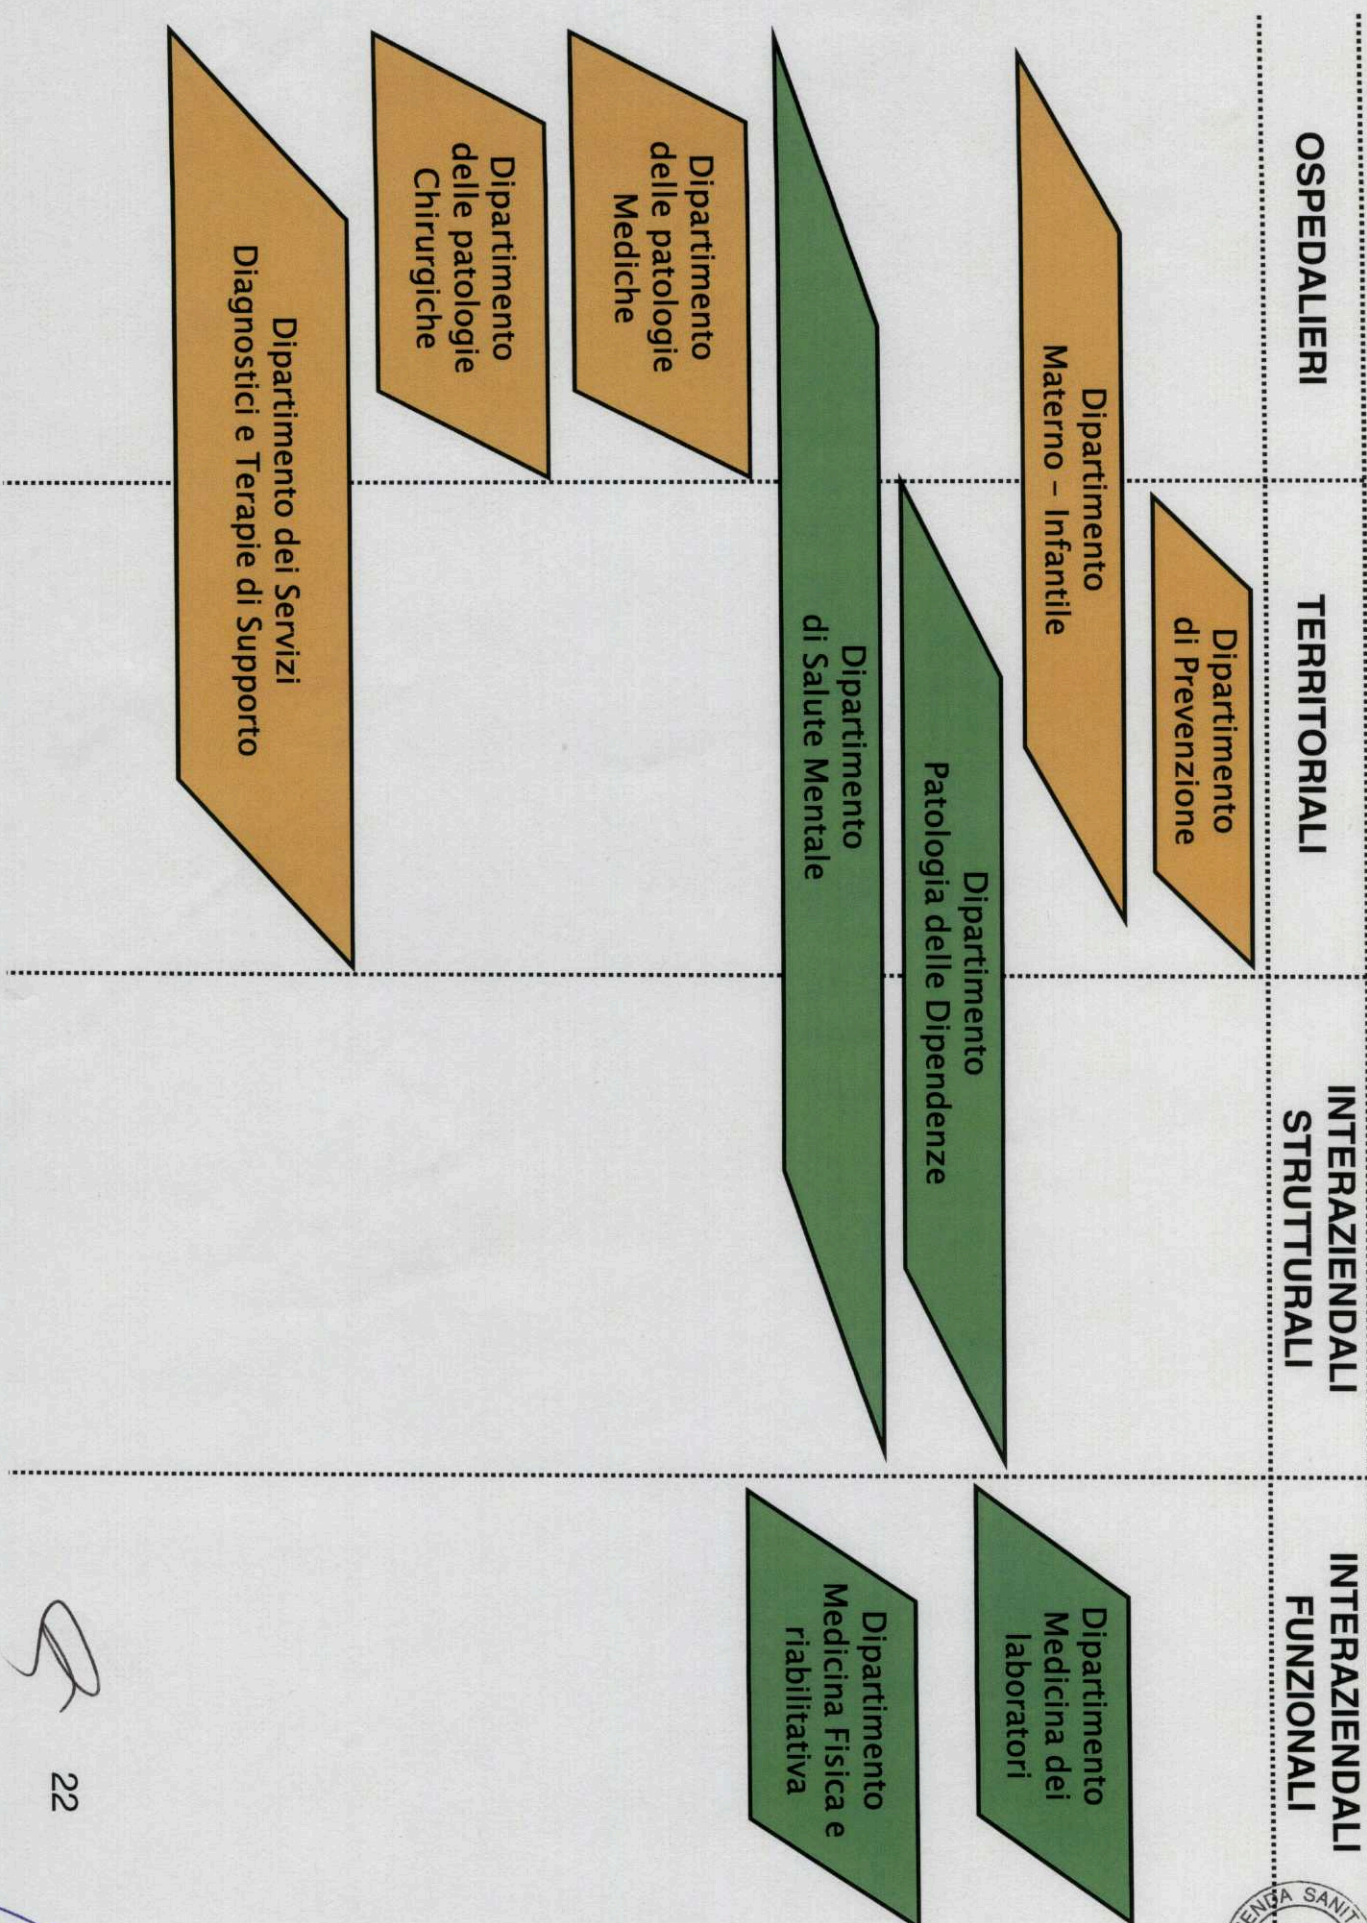 OSPEDALIERI
TERRITORIALI
INTERAZIENDALI
STRUTTURALI
INTERAZIENDALI
FUNZIONALI
Dipartimento
di Prevenzione
Dipartimento
Materno – Infantile
Dipartimento
Medicina dei
laboratori
Dipartimento
Patologia delle Dipendenze
Dipartimento
di Salute Mentale
Dipartimento
Medicina Fisica e
riabilitativa
Dipartimento
delle patologie
Mediche
Dipartimento
delle patologie
Chirurgiche
Dipartimento dei Servizi
Diagnostici e Terapie di Supporto
22